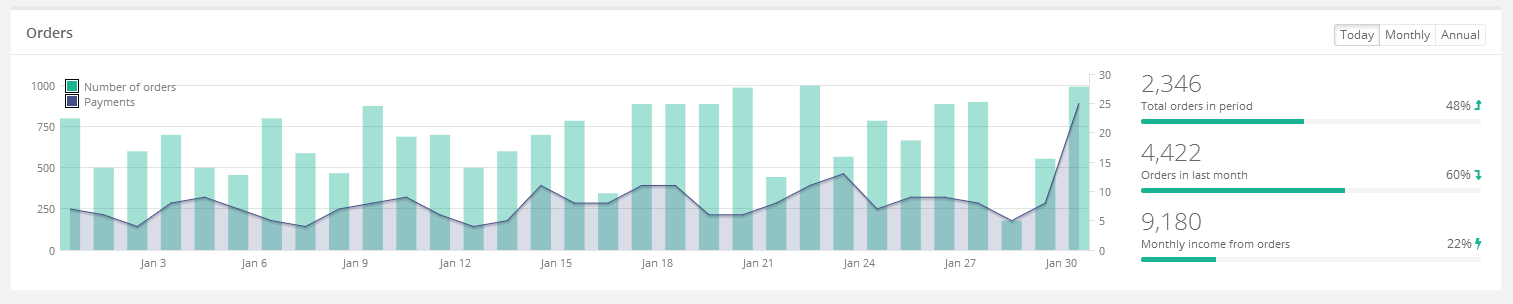 Orders
Today Monthly Annual
Number of orders
Payments
1000
750
500
250
0
30
25
20
15
10
5
0
Jan 3 Jan 6 Jan 9 Jan 12 Jan 15 Jan 18 Jan 21 Jan 24 Jan 27 Jan 30
2,346
Total orders in period 48%
4,422
Orders in last month 60%
9,180
Monthly income from orders 22%